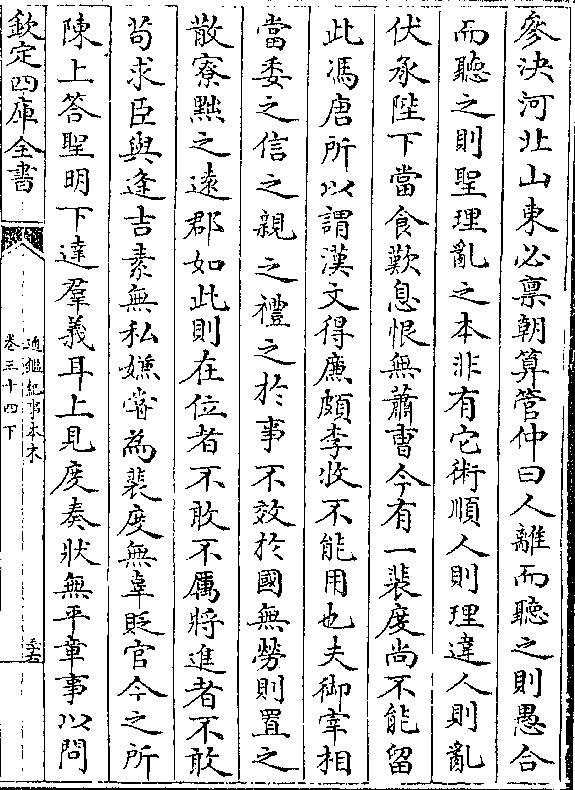 參決河北山東必禀朝算管仲曰人離而聽之則愚合
而聽之則聖理亂之本非有它術順人則理違人則亂
伏承陛下當食歎息恨無蕭曹今有一裴度尚不能留
此馮唐所以謂漢文得廉頗李牧不能用也夫御宰相
當委之信之親之禮之於事不效於國無勞則置之
散寮黜之遠郡如此則在位者不敢不厲將進者不敢
苟求臣與逢吉素無私嫌嘗為裴度無辜貶官今之所
陳上答聖明下達羣義耳上見度奏狀無平章事以問
欽定四庫全書
通鑑紀事本末
卷三十四下